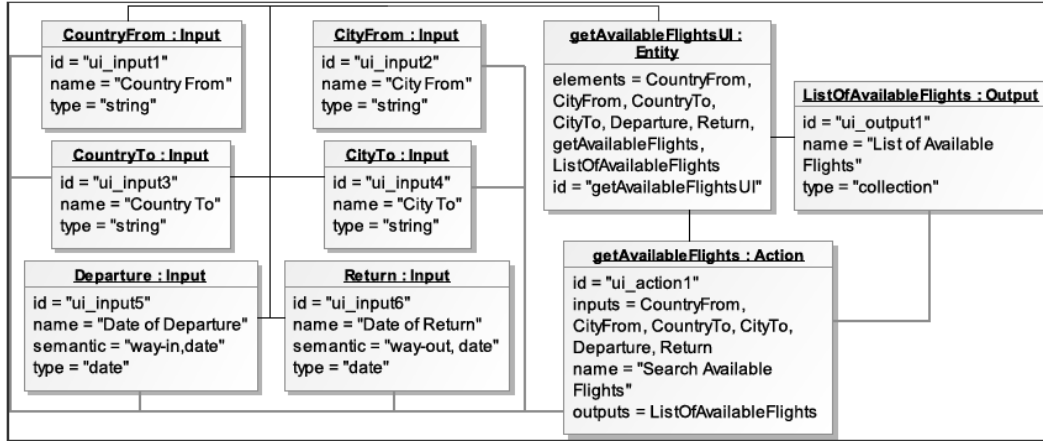 CountryFrom : Input
id = "ui_input1"
name = "Country From"
type = "string"
CityFrom : Input
id = "ui_input2"
name = "City From"
type = "string"
getAvailableFlightsUI :
Entity
elements = CountryFrom,
CityFrom, CountryTo,
CityTo, Departure, Return,
getAvailableFlights,
ListOfAvailableFlights
id = "getAvailableFlightsUI"
ListOfAvailableFlights : Output
id = "ui_output1"
name = "List of Available
Flights"
type = "collection"
CountryTo : Input
id = "ui_input3"
name = "Country To"
type = "string"
CityTo : Input
id = "ui_input4"
name = "City To"
type = "string"
Departure : Input
id = "ui_input5"
name = "Date of Departure"
semantic = "way-in,date"
type = "date"
Return : Input
id = "ui_input6"
name = "Date of Return"
semantic = "way-out, date"
type = "date"
getAvailableFlights : Action
id = "ui_action1"
inputs = CountryFrom,
CityFrom, CountryTo, CityTo,
Departure, Return
name = "Search Available
Flights"
outputs = ListOfAvailableFlights